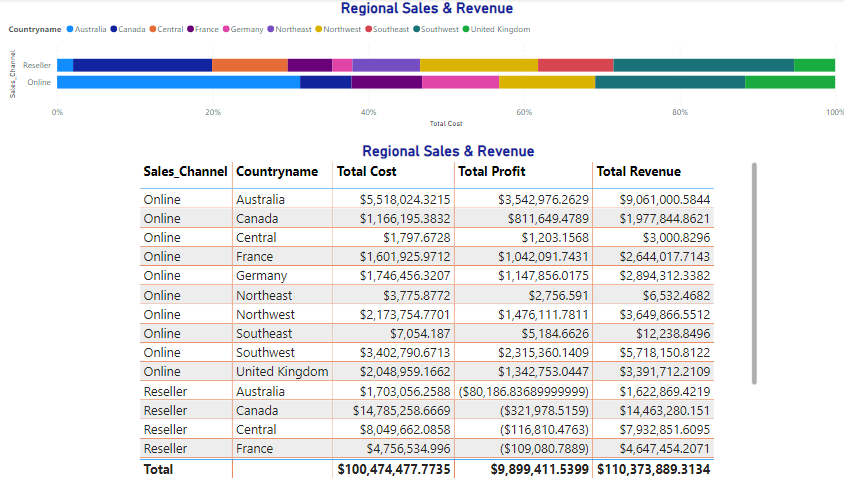 Regional Sales & Revenue
Countryname Australia Canada Central France Germany Northeast Northwest Southeast Southwest United Kingdom
Sales_Channel
Reseller
Online
0% 20% 40% 60% 80% 100%
Total Cost
Regional Sales & Revenue
Sales_Channel Countryname Total Cost Total Profit Total Revenue
Online Australia $5,518,024.3215 $3,542,976.2629 $9,061,000.5844
Online Canada $1,166,195.3832 $811,649.4789 $1,977,844.8621
Online Central $1,797.6728 $1,203.1568 $3,000.8296
Online France $1,601,925.9712 $1,042,091.7431 $2,644,017.7143
Online Germany $1,746,456.3207 $1,147,856.0175 $2,894,312.3382
Online Northeast $3,775.8772 $2,756.591 $6,532.4682
Online Northwest $2,173,754.7701 $1,476,111.7811 $3,649,866.5512
Online Southeast $7,054.187 $5,184.6626 $12,238.8496
Online Southwest $3,402,790.6713 $2,315,360.1409 $5,718,150.8122
Online United Kingdom $2,048,959.1662 $1,342,753.0447 $3,391,712.2109
Reseller Australia $1,703,056.2588 ($80,186.83689999999) $1,622,869.4219
Reseller Canada $14,785,258.6669 ($321,978.5159) $14,463,280.151
Reseller Central $8,049,662.0858 ($116,810.4763) $7,932,851.6095
Reseller France $4,756,534.996 ($109,080.7889) $4,647,454.2071
Total $100,474,477.7735 $9,899,411.5399 $110,373,889.3134